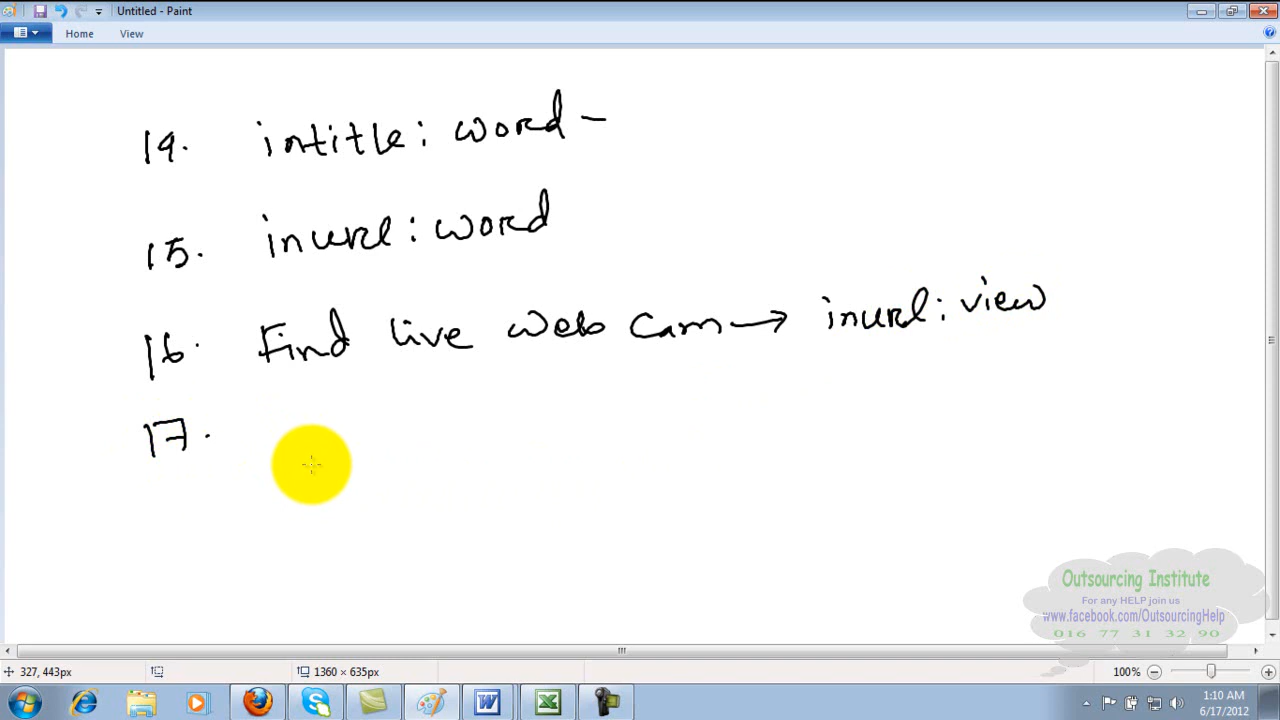 Untitled - Paint
Home View
14. intitle: word -
15. inurl: word
16. Find live web cam → inurl: view
17.
Outsourcing Institute
For any HELP join us
www.facebook.com/OutsourcingHelp
016 77 31 32 90
327, 443px 1360 × 635px 100%
1:10 AM
6/17/2012